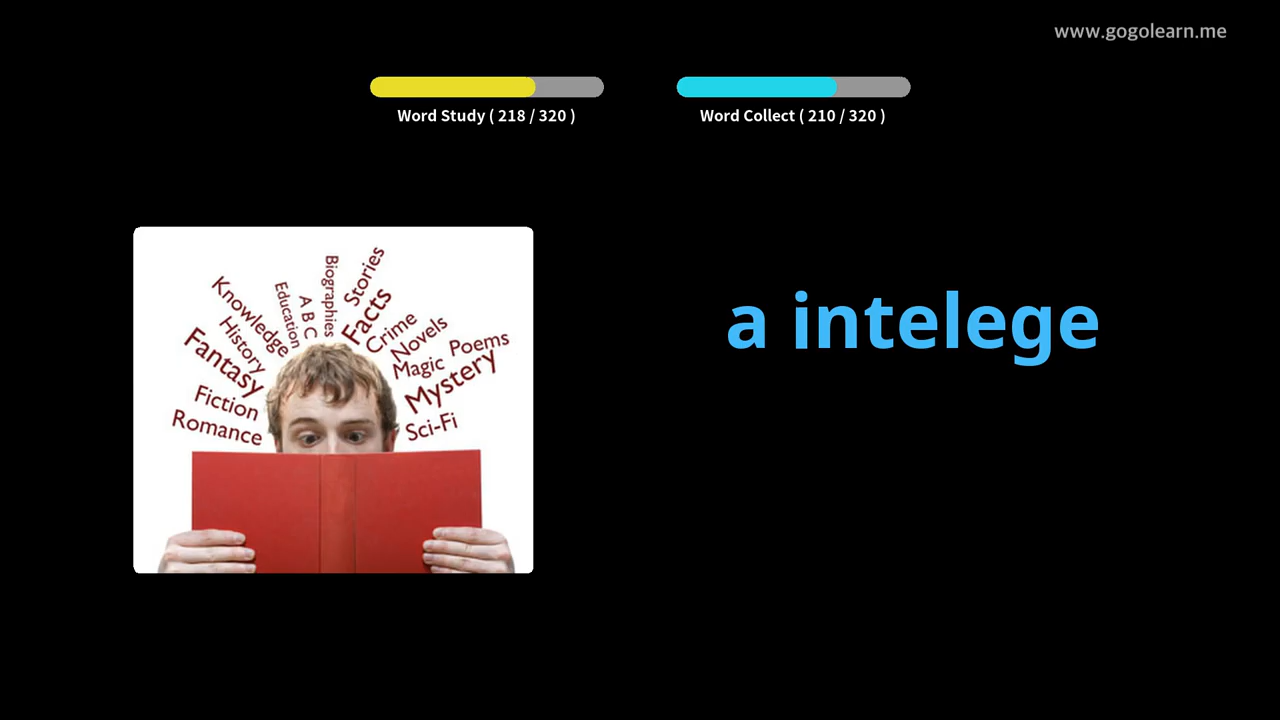 www.gogolearn.me
Word Study ( 218 / 320 )
Word Collect ( 210 / 320 )
a intelege
Stories
Biographies
Facts
A B C
Education
Knowledge
History
Crime
Novels
Poems
Magic
Fantasy
Mystery
Fiction
Sci-Fi
Romance